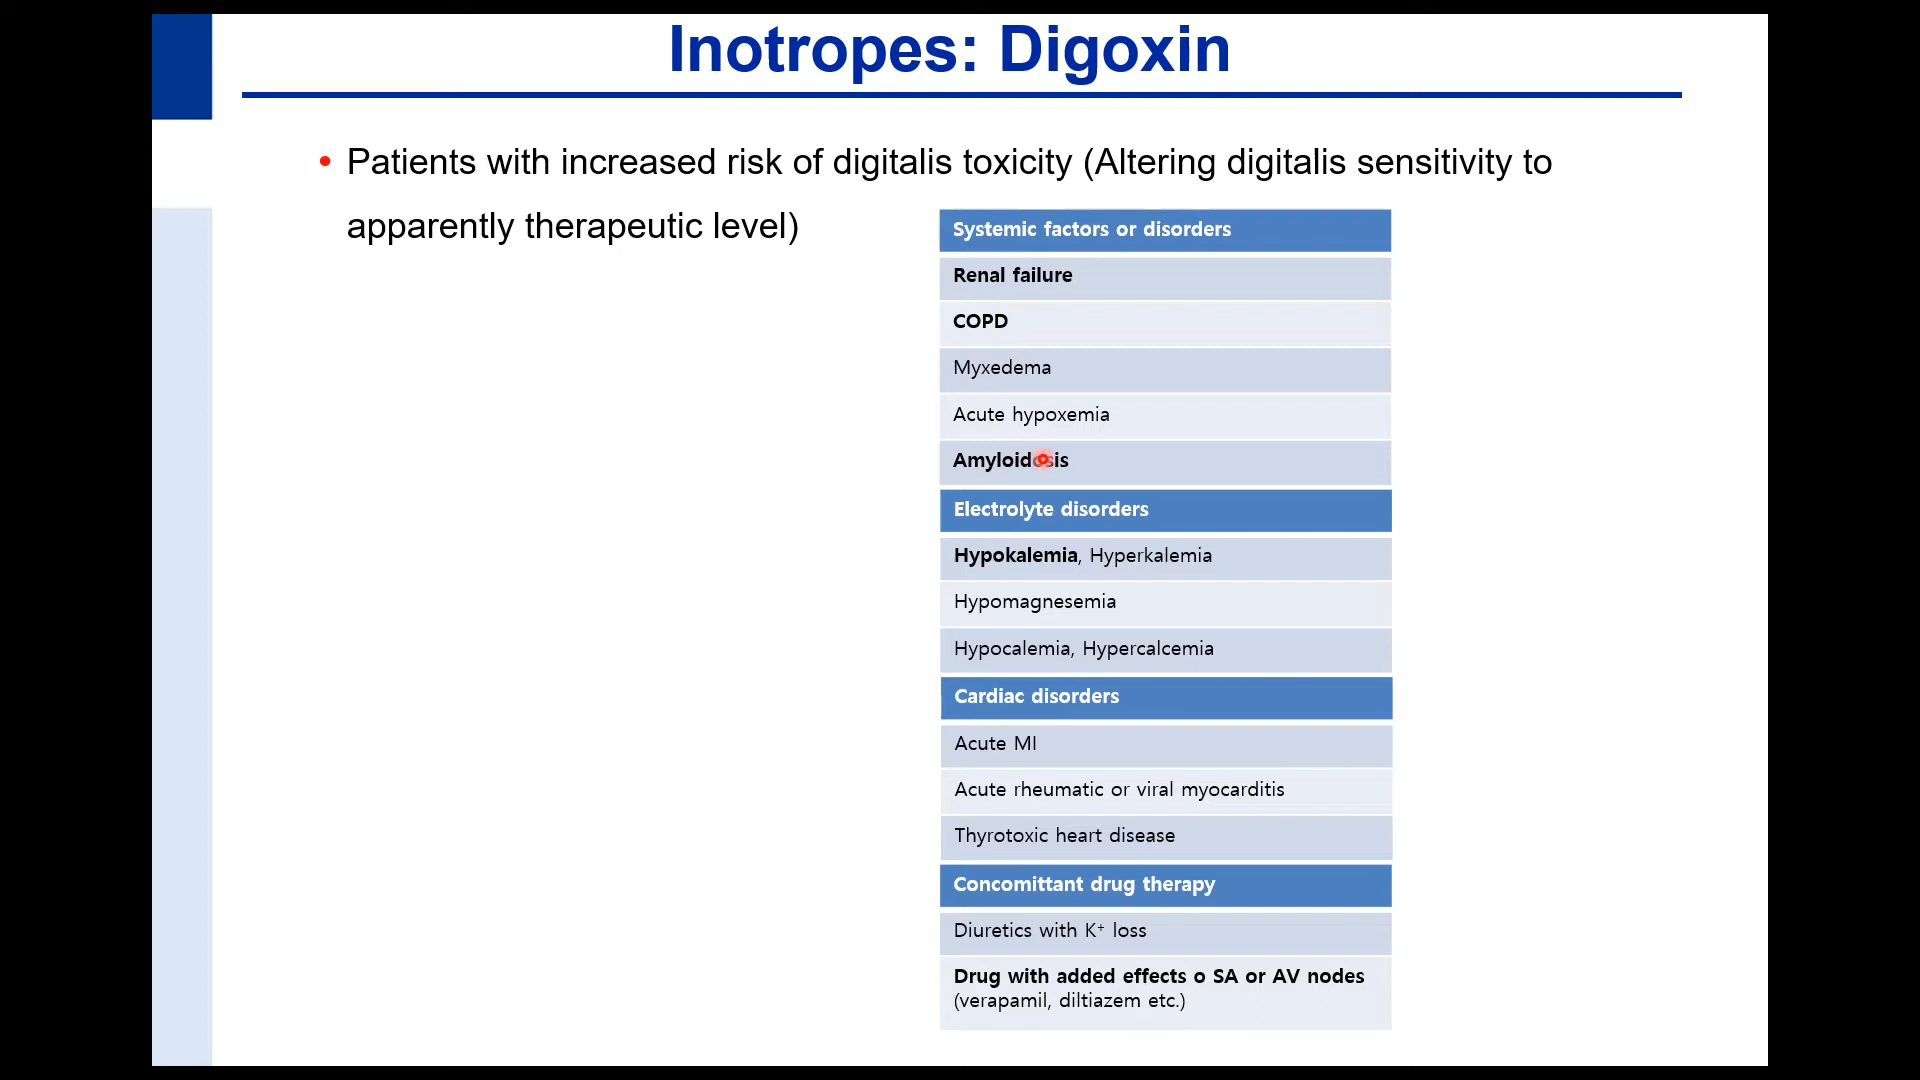 Inotropes: Digoxin
• Patients with increased risk of digitalis toxicity (Altering digitalis sensitivity to
apparently therapeutic level)
Systemic factors or disorders
Renal failure
COPD
Myxedema
Acute hypoxemia
Amyloidosis
Electrolyte disorders
Hypokalemia, Hyperkalemia
Hypomagnesemia
Hypocalemia, Hypercalcemia
Cardiac disorders
Acute MI
Acute rheumatic or viral myocarditis
Thyrotoxic heart disease
Concomittant drug therapy
Diuretics with K⁺ loss
Drug with added effects o SA or AV nodes
(verapamil, diltiazem etc.)